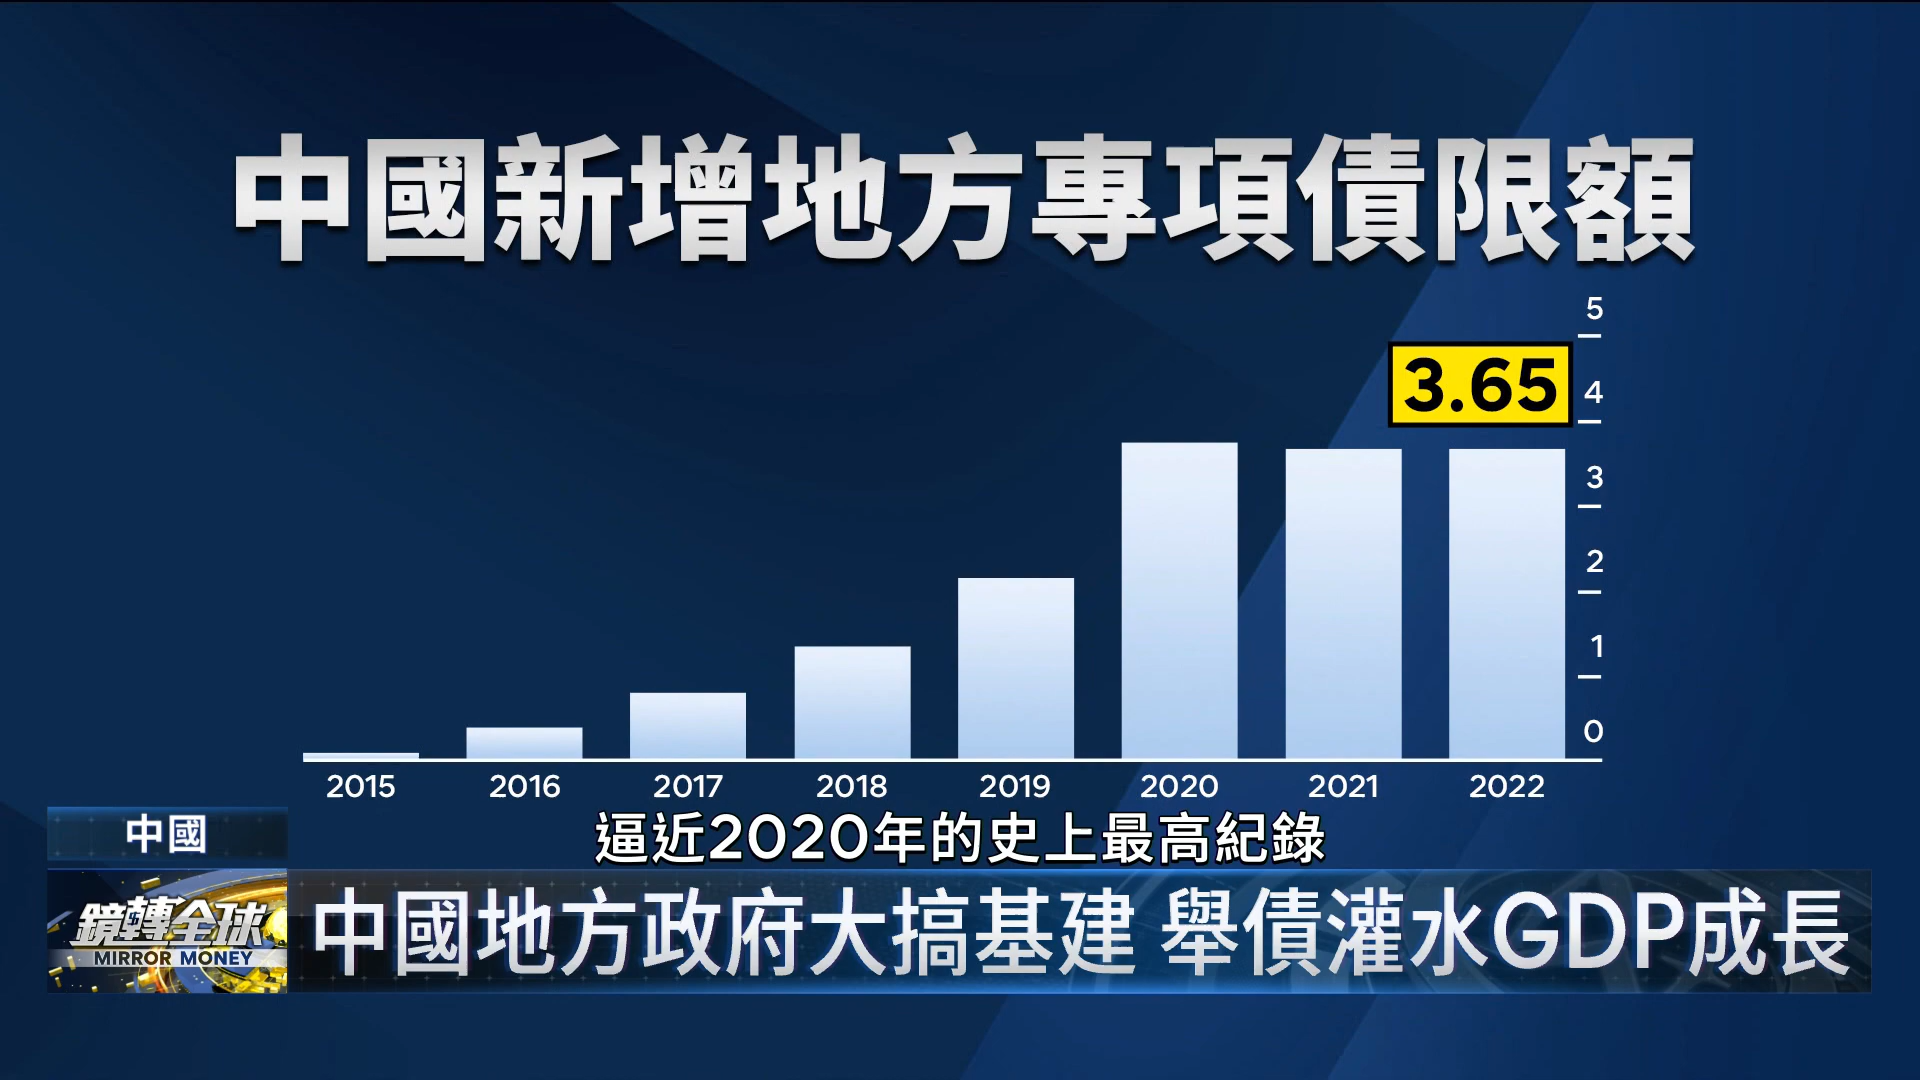 中國新增地方專項債限額
5
3.65
4
3
2
1
0
2015 2016 2017 2018 2019 2020 2021 2022
逼近2020年的史上最高紀錄
中國
中國地方政府大搞基建 舉債灌水GDP成長
鏡轉全球
MIRROR MONEY